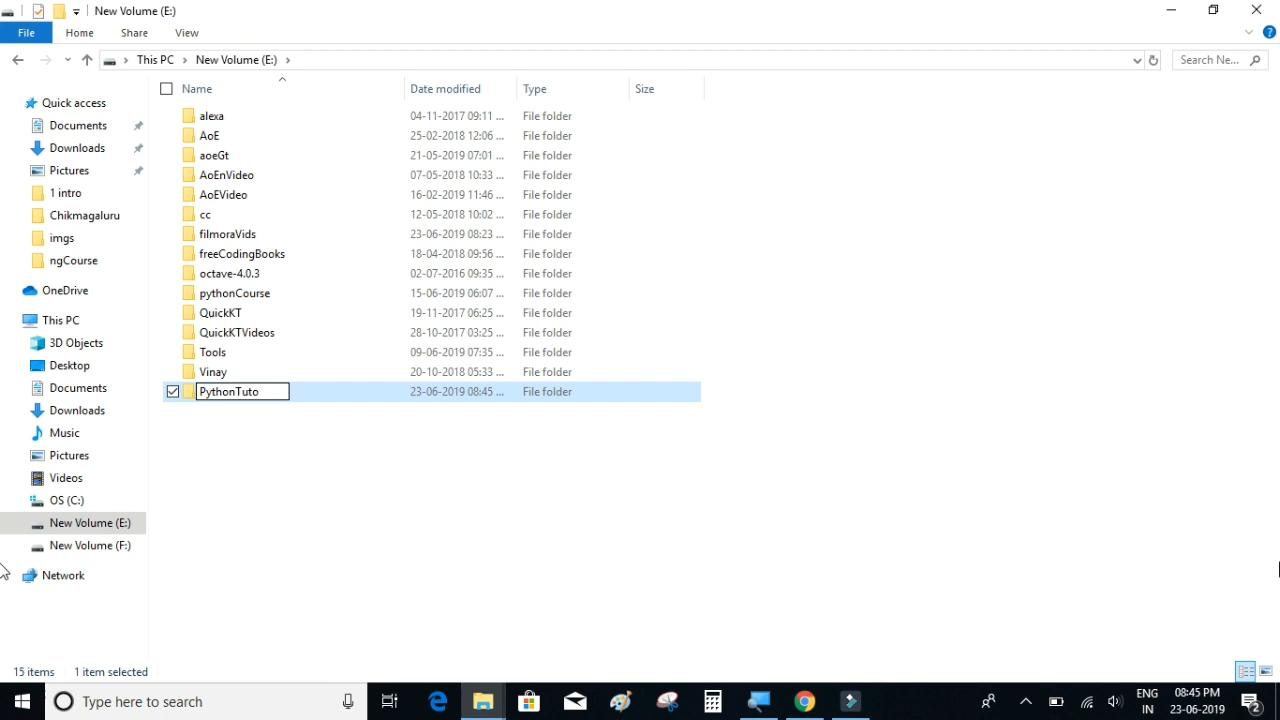 New Volume (E:)
File Home Share View
This PC New Volume (E:) Search Ne...
Name Date modified Type Size
Quick access
Documents
Downloads
Pictures
1 intro
Chikmagaluru
imgs
ngCourse
OneDrive
This PC
3D Objects
Desktop
Documents
Downloads
Music
Pictures
Videos
OS (C:)
New Volume (E:)
New Volume (F:)
Network
alexa 04-11-2017 09:11 ... File folder
AoE 25-02-2018 12:06 ... File folder
aoeGt 21-05-2019 07:01 ... File folder
AoEnVideo 07-05-2018 10:33 ... File folder
AoEVideo 16-02-2019 11:46 ... File folder
cc 12-05-2018 10:02 ... File folder
filmoraVids 23-06-2019 08:23 ... File folder
freeCodingBooks 18-04-2018 09:56 ... File folder
octave-4.0.3 02-07-2016 09:35 ... File folder
pythonCourse 15-06-2019 06:07 ... File folder
QuickKT 19-11-2017 06:25 ... File folder
QuickKTVideos 28-10-2017 03:25 ... File folder
Tools 09-06-2019 07:35 ... File folder
Vinay 20-10-2018 05:33 ... File folder
PythonTuto 23-06-2019 08:45 ... File folder
15 items 1 item selected
Type here to search
ENG
IN
08:45 PM
23-06-2019
2